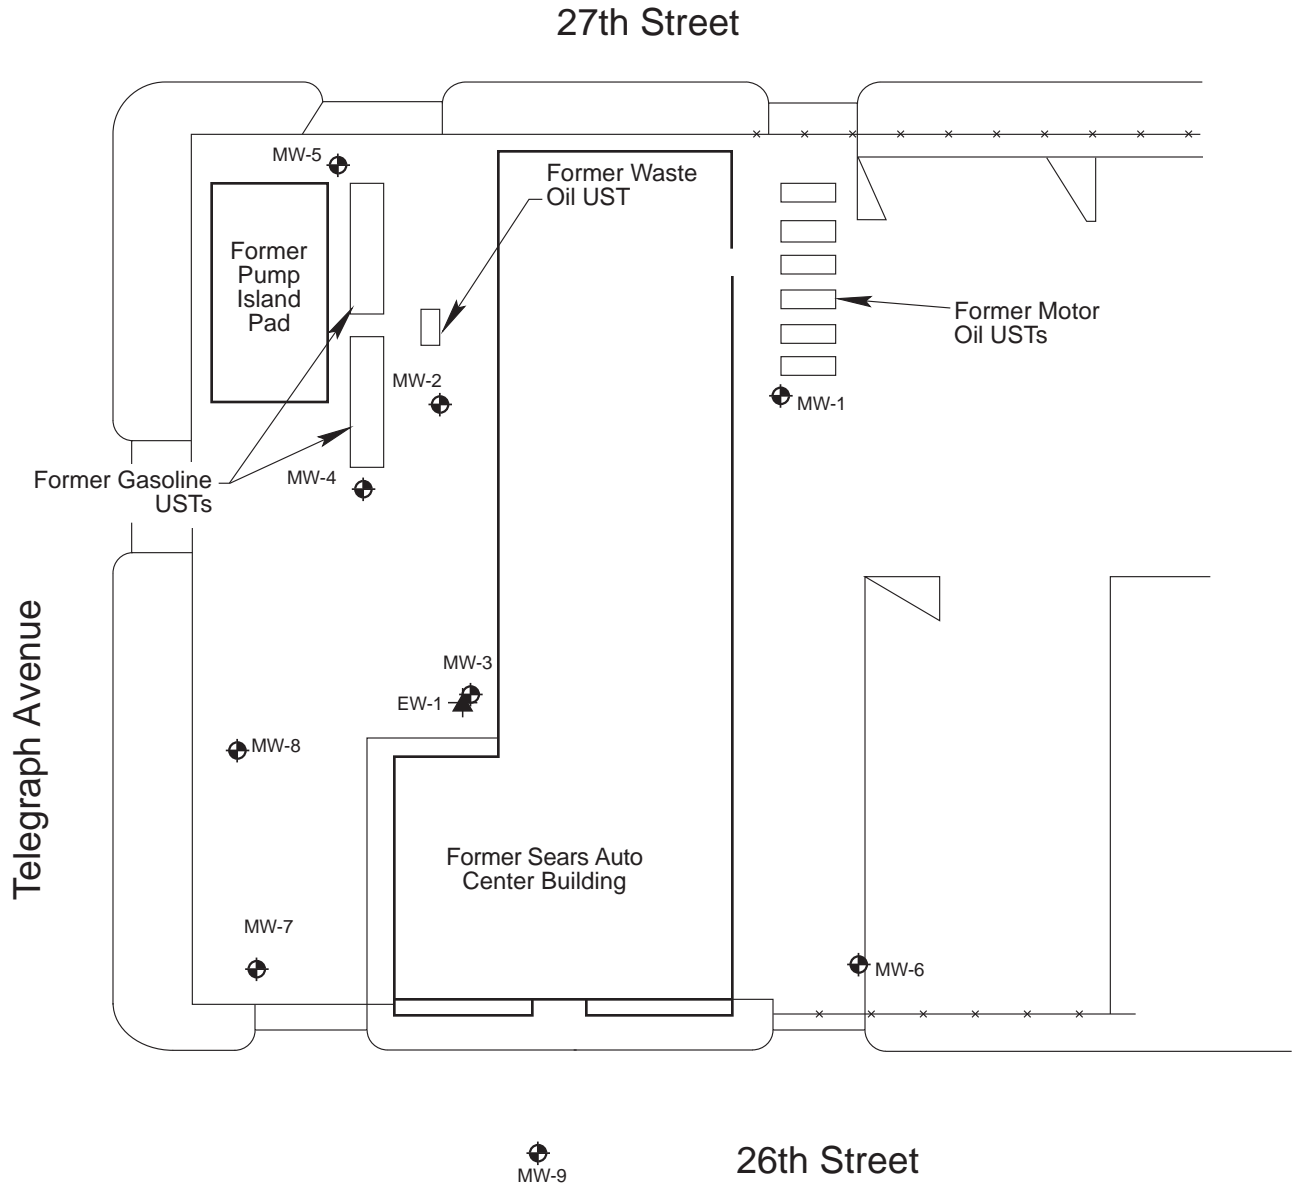 27th Street
MW-5
Former Waste
Oil UST
Former
Pump
Island
Pad
Former Motor
Oil USTs
MW-2
MW-1
Former Gasoline
USTs
MW-4
Telegraph Avenue
MW-3
EW-1
MW-8
Former Sears Auto
Center Building
MW-7
MW-6
26th Street
MW-9